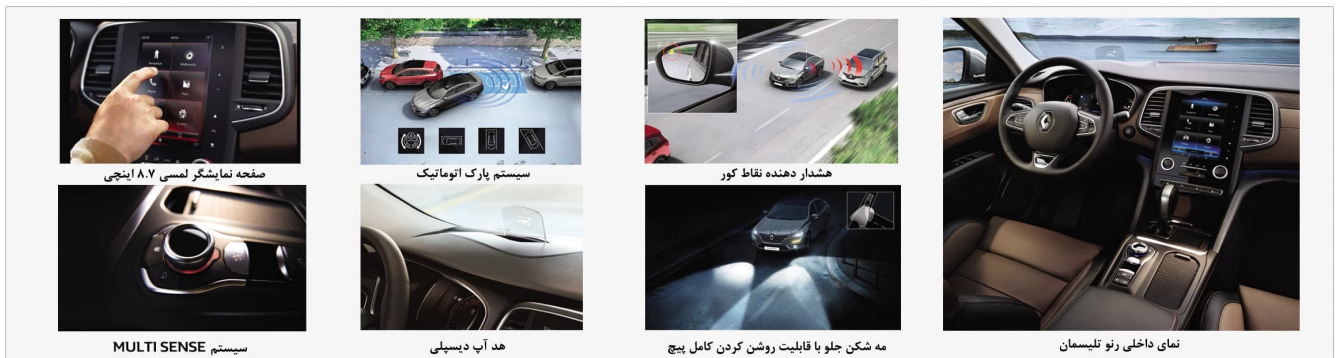 صفحه نمایشگر لمسی ۸.۷ اینچی
سیستم پارک اتوماتیک
هشدار دهنده نقاط کور
سیستم MULTI SENSE
هد آپ دیسپلی
مه شکن جلو با قابلیت روشن کردن کامل پیچ
نمای داخلی رنو تلیسمان